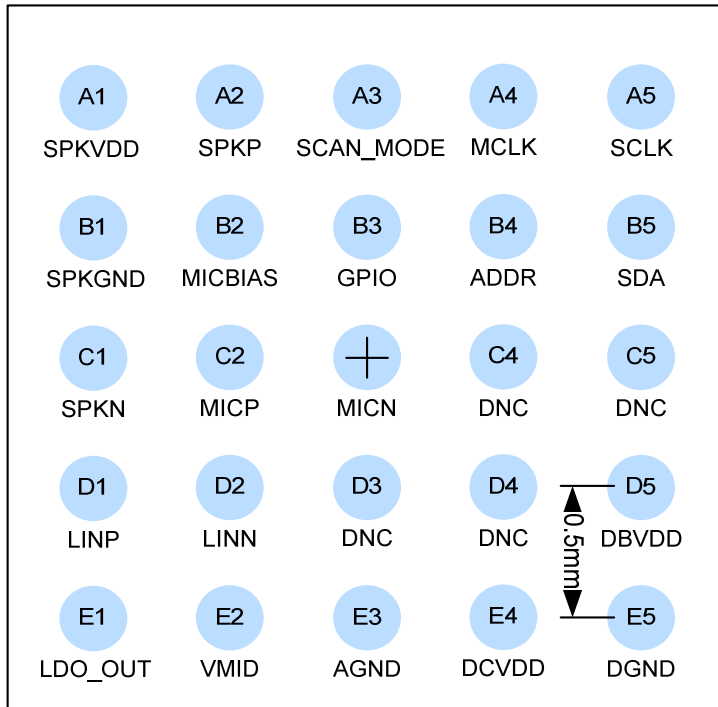 A1 A2 A3 A4 A5
SPKVDD SPKP SCAN_MODE MCLK SCLK
B1 B2 B3 B4 B5
SPKGND MICBIAS GPIO ADDR SDA
C1 C2 C4 C5
SPKN MICP MICN DNC DNC
D1 D2 D3 D4 D5
LINP LINN DNC DNC DBVDD
0.5mm
E1 E2 E3 E4 E5
LDO_OUT VMID AGND DCVDD DGND